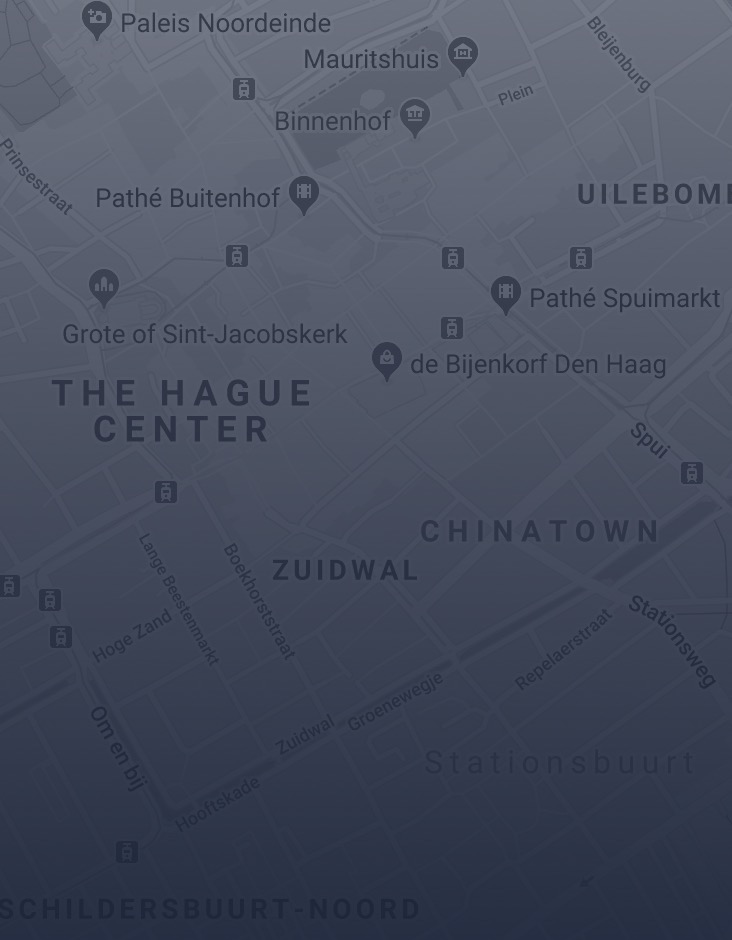 Paleis Noordeinde
Mauritshuis
Bleijenburg
Plein
Binnenhof
Prinsestraat
Pathé Buitenhof
UILEBOM
Pathé Spuimarkt
Grote of Sint-Jacobskerk
de Bijenkorf Den Haag
THE HAGUE
CENTER
Spui
CHINATOWN
ZUIDWAL
Lange Beestenmarkt
Boekhorststraat
Hoge Zand
Stationsweg
Repelaerstraat
Groenewegje
Zuidwal
Om en bij
Stationsbuurt
Hooftskade
SCHILDERSBUURT-NOORD